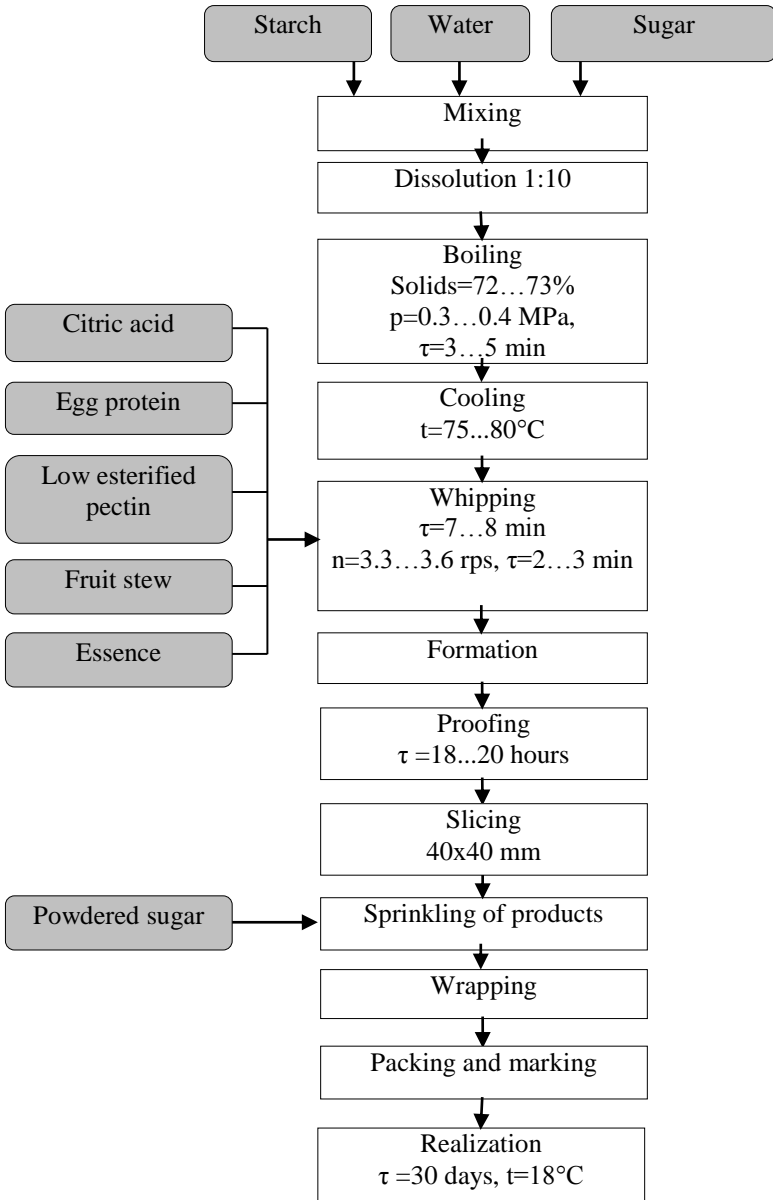 Starch
Water
Sugar
Mixing
Dissolution 1:10
Boiling
Solids=72…73%
p=0.3…0.4 MPa,
τ=3…5 min
Citric acid
Egg protein
Low esterified
pectin
Fruit stew
Essence
Cooling
t=75...80°C
Whipping
τ=7…8 min
n=3.3…3.6 rps, τ=2…3 min
Formation
Proofing
τ =18...20 hours
Slicing
40x40 mm
Powdered sugar
Sprinkling of products
Wrapping
Packing and marking
Realization
τ =30 days, t=18°C